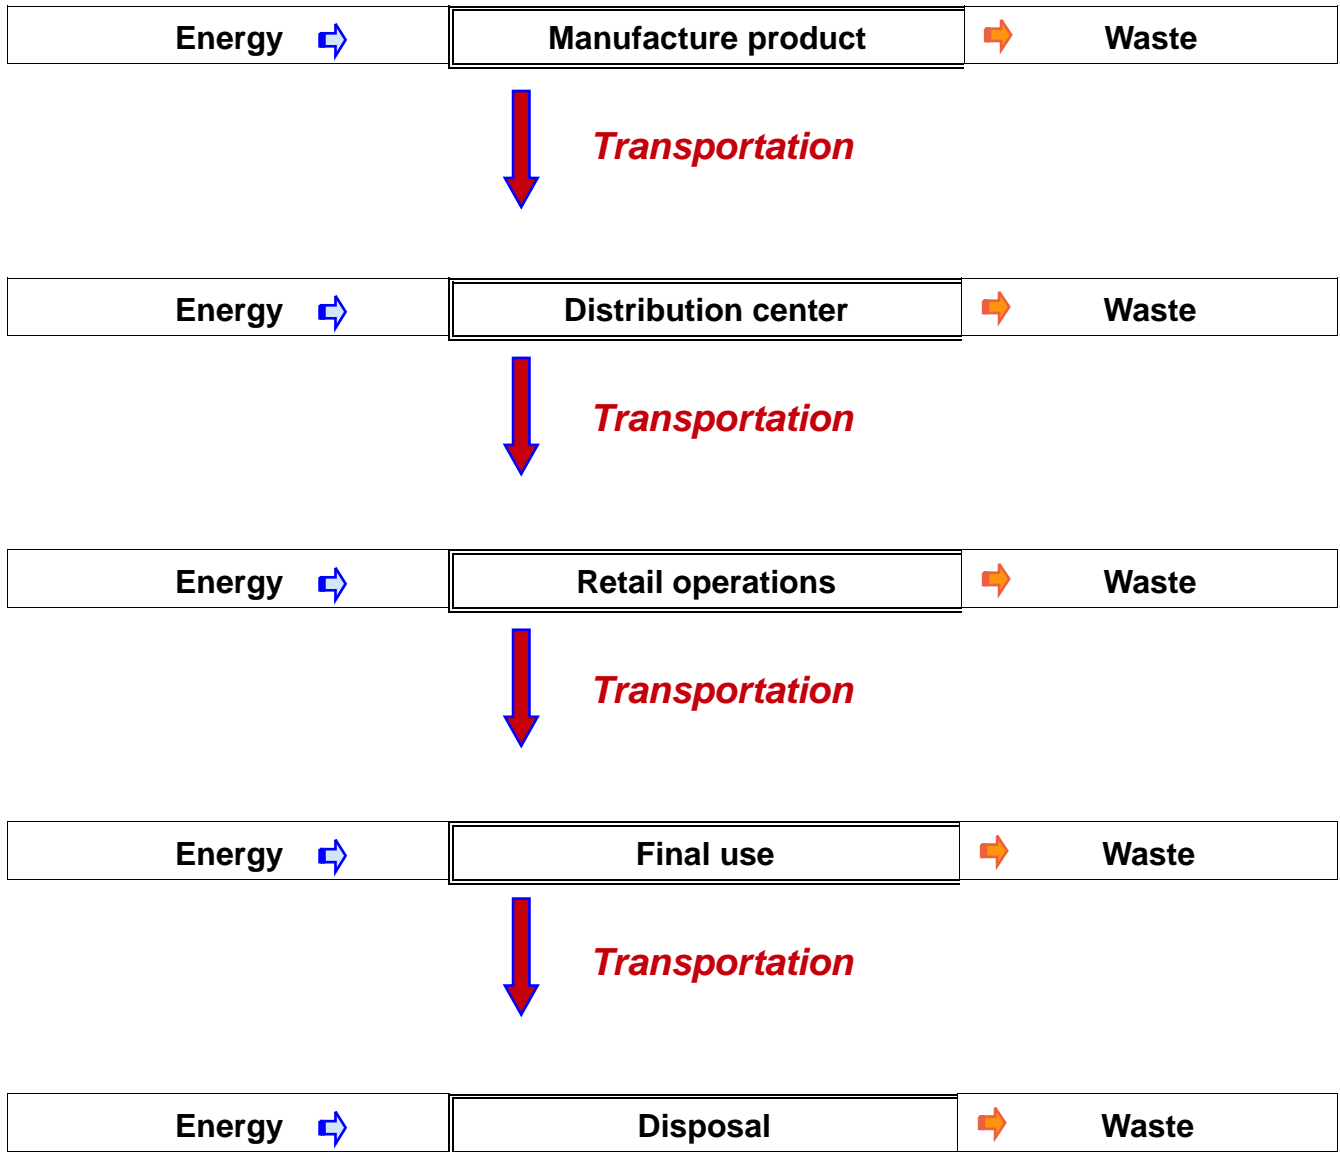 Energy Manufacture product Waste
Transportation
Energy Distribution center Waste
Transportation
Energy Retail operations Waste
Transportation
Energy Final use Waste
Transportation
Energy Disposal Waste